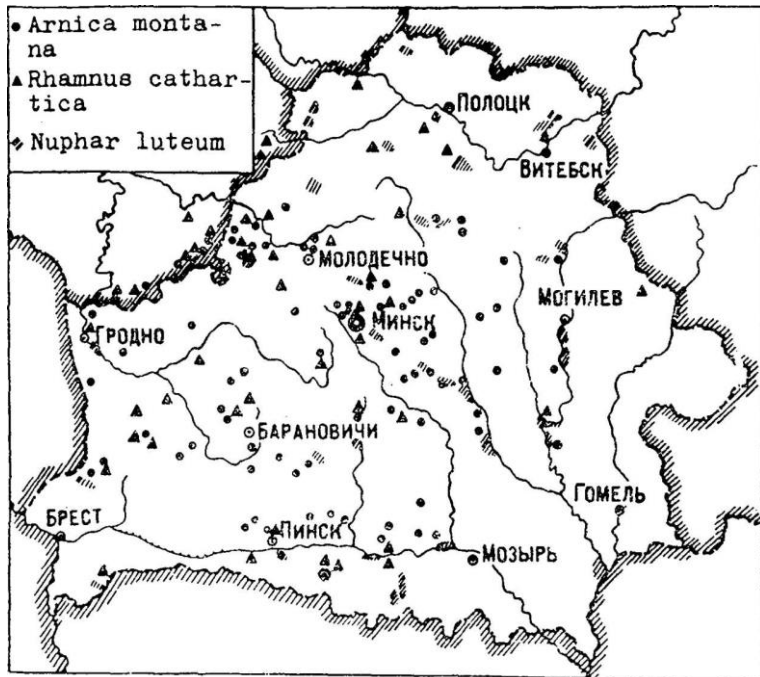 Arnica monta-
na
Rhamnus cathar-
tica
Nuphar luteum
ПОЛОЦК
ВИТЕБСК
МОЛОДЕЧНО
МОГИЛЕВ
МИНСК
ГРОДНО
БАРАНОВИЧИ
ГОМЕЛЬ
БРЕСТ
ПИНСК
МОЗЫРЬ